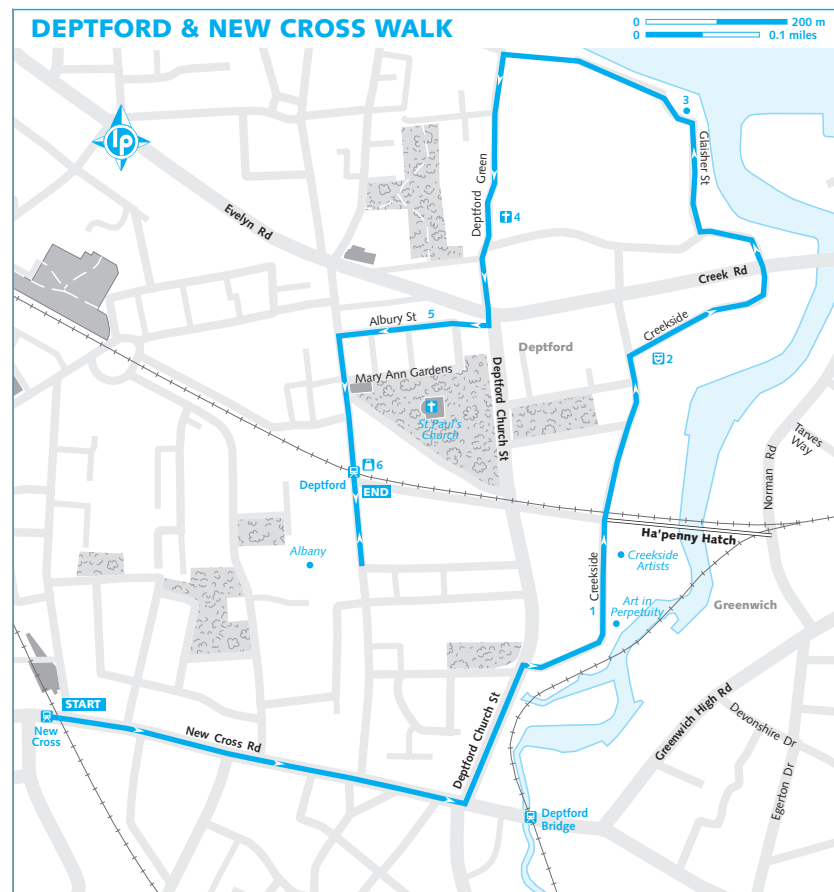 DEPTFORD & NEW CROSS WALK
0 200 m
0 0.1 miles
lp
3
Glaisher St
Deptford Green
4
Evelyn Rd
Creek Rd
Albury St 5
Creekside
Deptford
2
Mary Ann Gardens
Deptford Church St
St Paul's
Church
Tarves
Way
Norman Rd
6
Deptford
END
Ha'penny Hatch
Albany
Creekside
Artists
Creekside
1
Art in
Perpetuity
Greenwich
START
New
Cross
New Cross Rd
Deptford Church St
Greenwich High Rd
Devonshire Dr
Egerton Dr
Deptford
Bridge